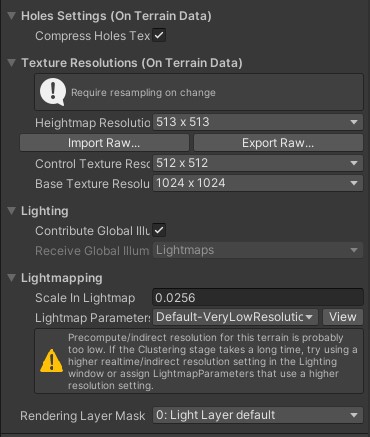 Holes Settings (On Terrain Data)
Compress Holes Tex
Texture Resolutions (On Terrain Data)
Require resampling on change
Heightmap Resolutio 513 x 513
Import Raw... Export Raw...
Control Texture Resc 512 x 512
Base Texture Resolu 1024 x 1024
Lighting
Contribute Global Illu
Receive Global Illum Lightmaps
Lightmapping
Scale In Lightmap 0.0256
Lightmap Parameters Default-VeryLowResolutic View
Precompute/indirect resolution for this terrain is probably
too low. If the Clustering stage takes a long time, try using a
higher realtime/indirect resolution setting in the Lighting
window or assign LightmapParameters that use a higher
resolution setting.
Rendering Layer Mask 0: Light Layer default